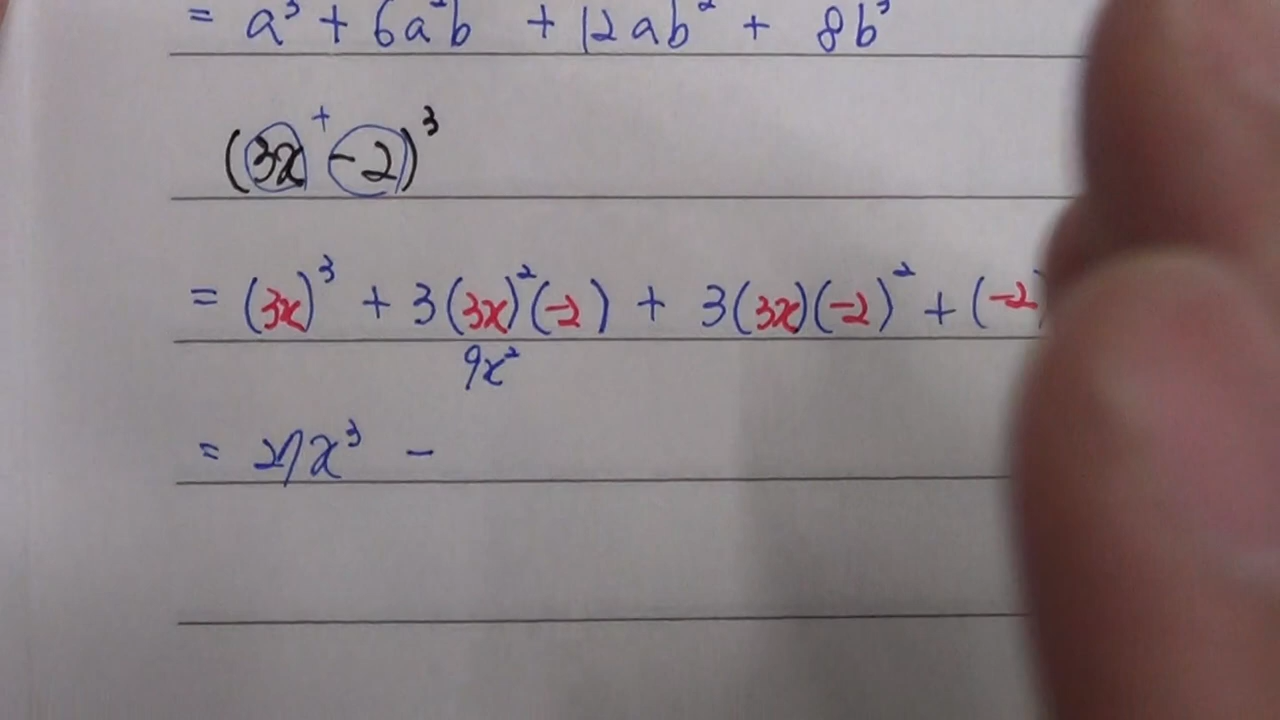 = a³ + 6a²b + 12ab² + 8b³
(3x + -2)³
= (3x)³ + 3(3x)²(-2) + 3(3x)(-2)² + (-2)
9x²
= 27x³ -